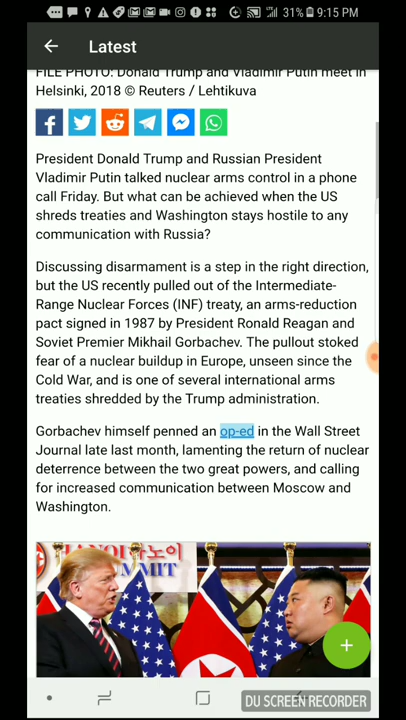 31% 9:15 PM
Latest
FILE PHOTO: Donald Trump and Vladimir Putin meet in
Helsinki, 2018 © Reuters / Lehtikuva
President Donald Trump and Russian President
Vladimir Putin talked nuclear arms control in a phone
call Friday. But what can be achieved when the US
shreds treaties and Washington stays hostile to any
communication with Russia?
Discussing disarmament is a step in the right direction,
but the US recently pulled out of the Intermediate-
Range Nuclear Forces (INF) treaty, an arms-reduction
pact signed in 1987 by President Ronald Reagan and
Soviet Premier Mikhail Gorbachev. The pullout stoked
fear of a nuclear buildup in Europe, unseen since the
Cold War, and is one of several international arms
treaties shredded by the Trump administration.
Gorbachev himself penned an op-ed in the Wall Street
Journal late last month, lamenting the return of nuclear
deterrence between the two great powers, and calling
for increased communication between Moscow and
Washington.
HANOI 하노이
SUMMIT
DU SCREEN RECORDER